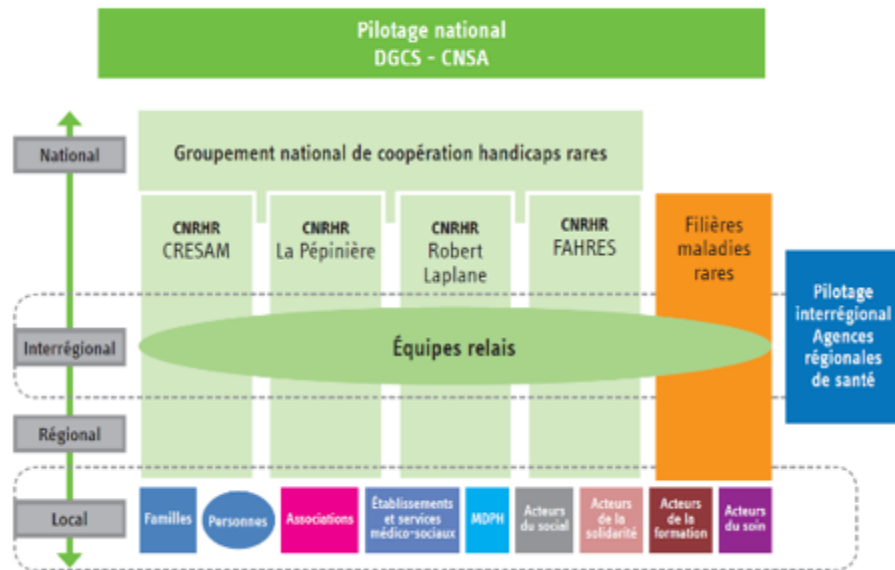 Pilotage national
DGCS - CNSA
National
Groupement national de coopération handicaps rares
CNRHR
CRESAM
CNRHR
La Pépinière
CNRHR
Robert
Laplane
CNRHR
FAHRES
Filières
maladies
rares
Pilotage
interrégional
Agences
régionales
de santé
Interrégional
Équipes relais
Régional
Local
Familles
Personnes
Associations
Établissements
et services
médico-sociaux
MDPH
Acteurs
du social
Acteurs
de la
solidarité
Acteurs
de la
formation
Acteurs
du soin